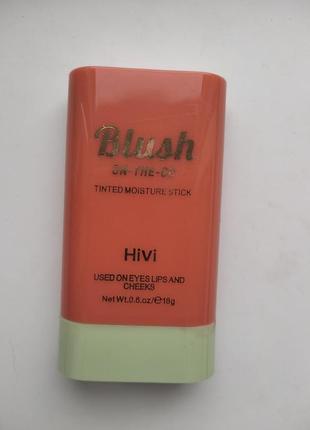 Blush
ON-THE-GO
TINTED MOISTURE STICK
HiVi
USED ON EYES LIPS AND
CHEEKS
Net Wt.0.6.oz/℮18g